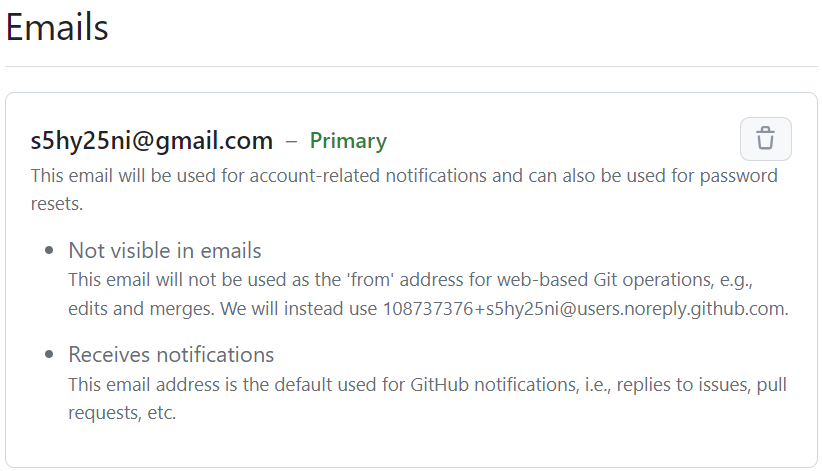 Emails
s5hy25ni@gmail.com – Primary
This email will be used for account-related notifications and can also be used for password
resets.
• Not visible in emails
This email will not be used as the 'from' address for web-based Git operations, e.g.,
edits and merges. We will instead use 108737376+s5hy25ni@users.noreply.github.com.
• Receives notifications
This email address is the default used for GitHub notifications, i.e., replies to issues, pull
requests, etc.